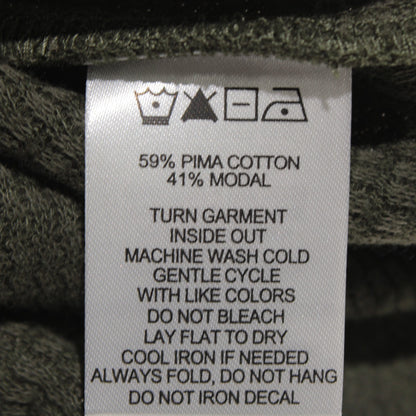 59% PIMA COTTON
41% MODAL
TURN GARMENT
INSIDE OUT
MACHINE WASH COLD
GENTLE CYCLE
WITH LIKE COLORS
DO NOT BLEACH
LAY FLAT TO DRY
COOL IRON IF NEEDED
ALWAYS FOLD, DO NOT HANG
DO NOT IRON DECAL